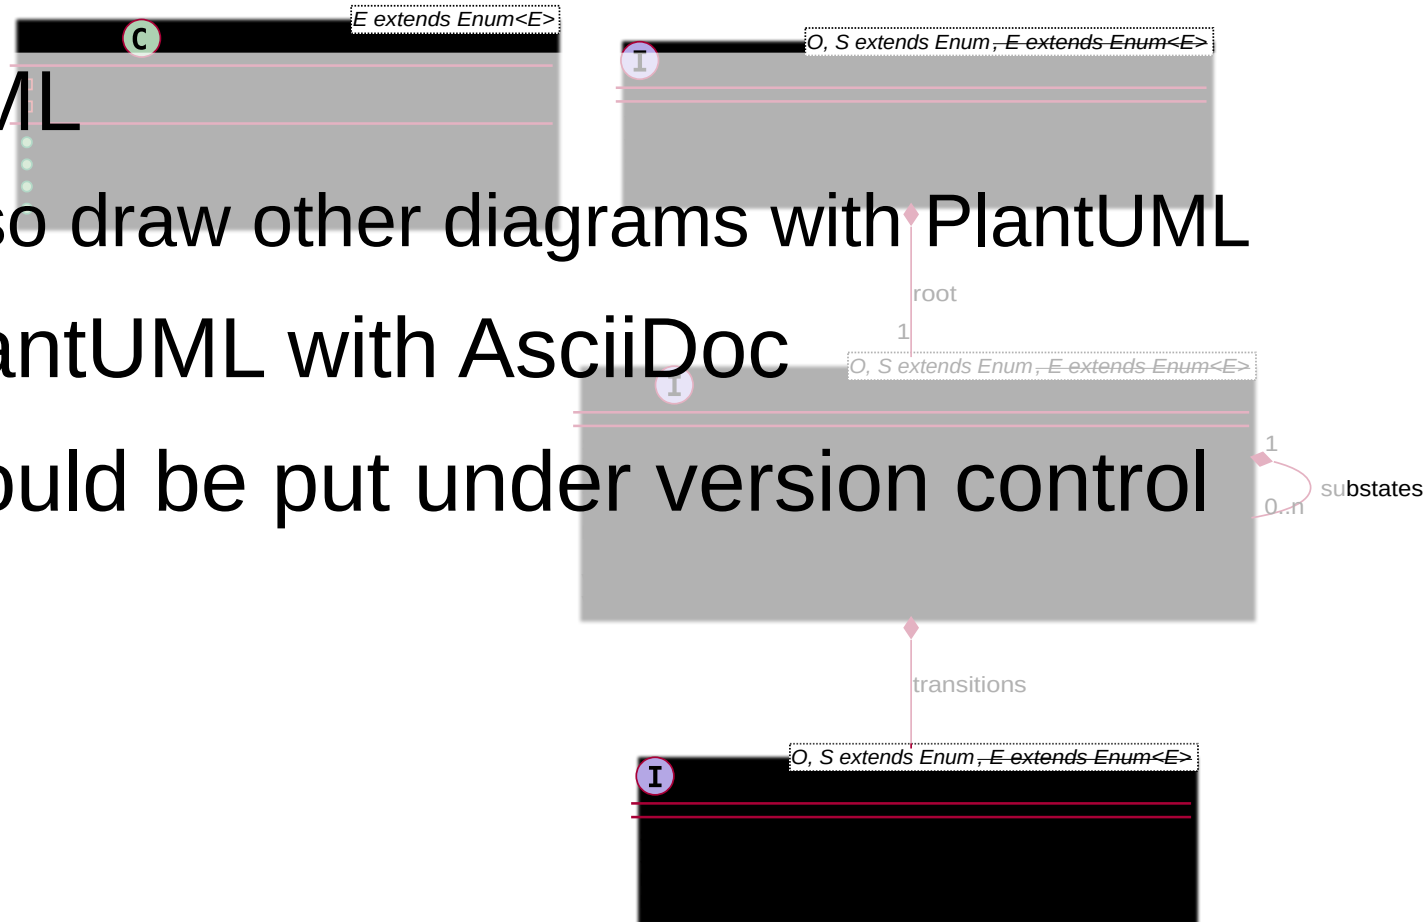 E extends Enum<E>
C
O, S extends Enum, E extends Enum<E>
I
ML
so draw other diagrams with PlantUML
root
1
antUML with AsciiDoc
O, S extends Enum, E extends Enum<E>
I
1
ould be put under version control
substates
0..n
transitions
O, S extends Enum, E extends Enum<E>
I